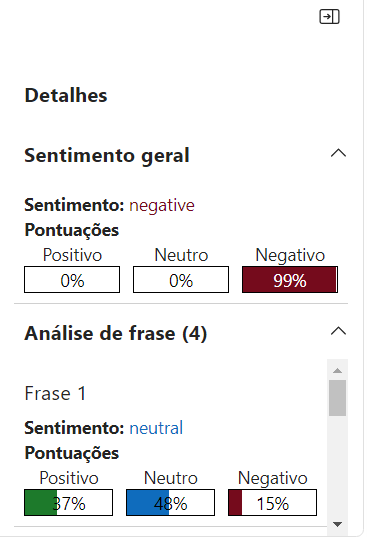 Detalhes
Sentimento geral
Sentimento: negative
Pontuações
Positivo Neutro Negativo
0% 0% 99%
Análise de frase (4)
Frase 1
Sentimento: neutral
Pontuações
Positivo Neutro Negativo
37% 48% 15%